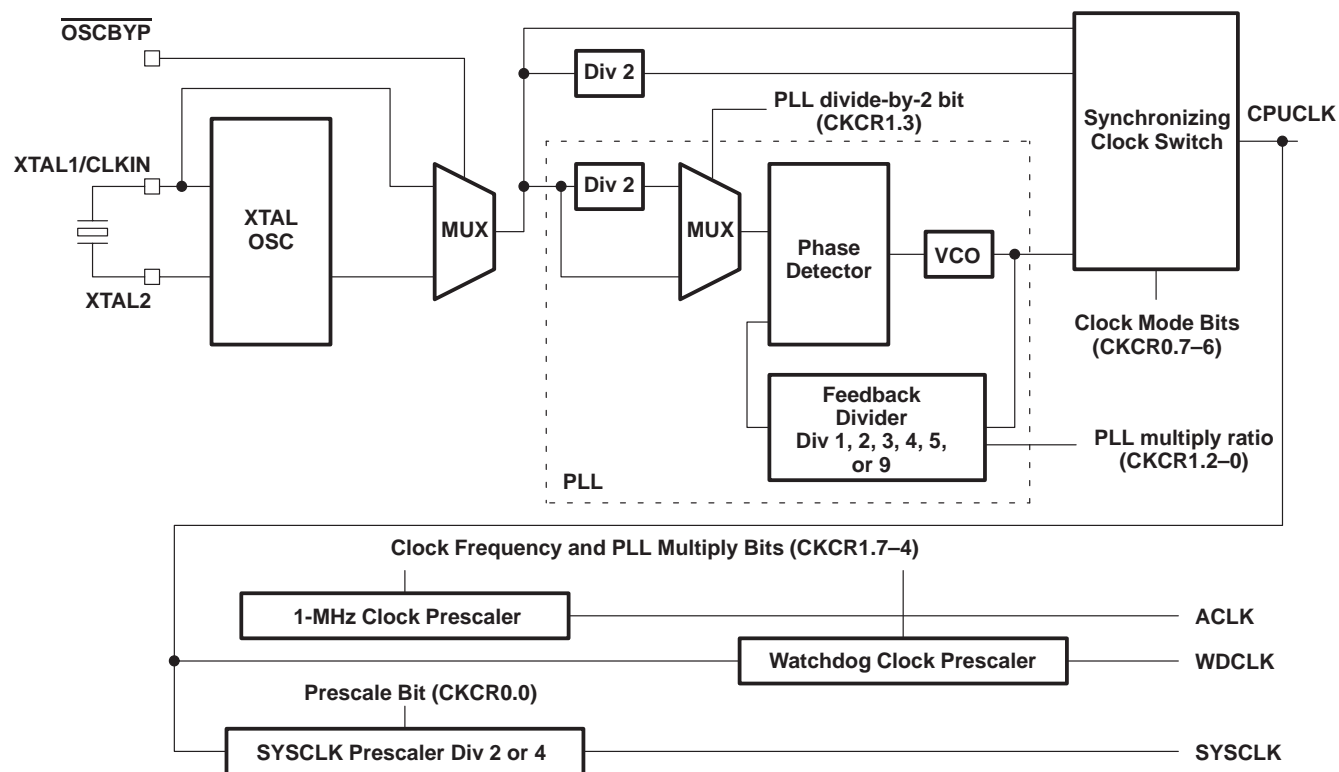 OSCBYP
XTAL1/CLKIN
XTAL2
XTAL
OSC
MUX
Div 2
PLL divide-by-2 bit
(CKCR1.3)
Div 2
MUX
Phase
Detector
VCO
Feedback
Divider
Div 1, 2, 3, 4, 5,
or 9
PLL
Synchronizing
Clock Switch
CPUCLK
Clock Mode Bits
(CKCR0.7–6)
PLL multiply ratio
(CKCR1.2–0)
Clock Frequency and PLL Multiply Bits (CKCR1.7–4)
1-MHz Clock Prescaler
ACLK
Watchdog Clock Prescaler
WDCLK
Prescale Bit (CKCR0.0)
SYSCLK Prescaler Div 2 or 4
SYSCLK